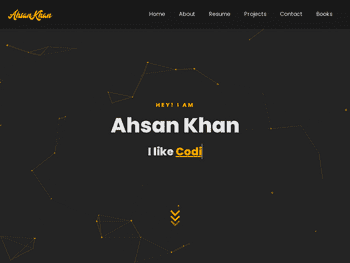 Ahsan Khan
Home About Resume Projects Contact Books
HEY! I AM
Ahsan Khan
I like Codi